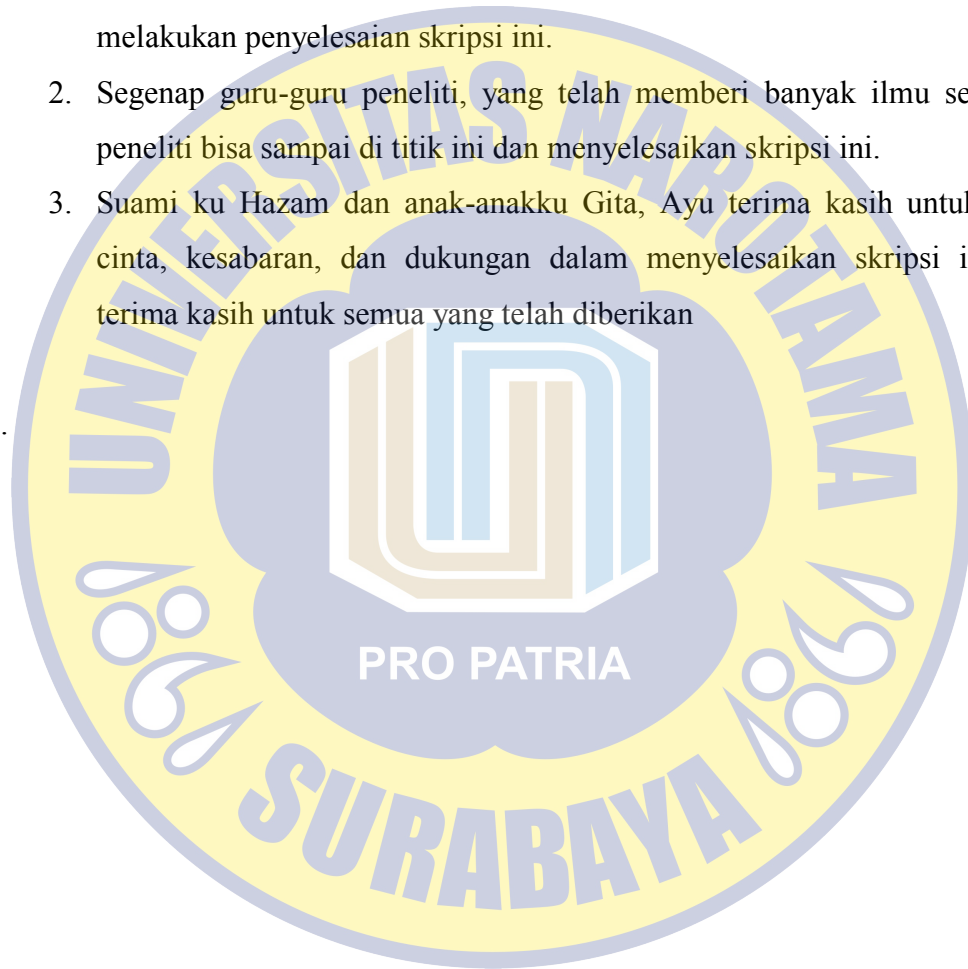 melakukan penyelesaian skripsi ini.
2. Segenap guru-guru peneliti, yang telah memberi banyak ilmu se
peneliti bisa sampai di titik ini dan menyelesaikan skripsi ini.
3. Suami ku Hazam dan anak-anakku Gita, Ayu terima kasih untuk
cinta, kesabaran, dan dukungan dalam menyelesaikan skripsi i
terima kasih untuk semua yang telah diberikan
.
UNIVERSITAS NAROTAMA
PRO PATRIA
SURABAYA